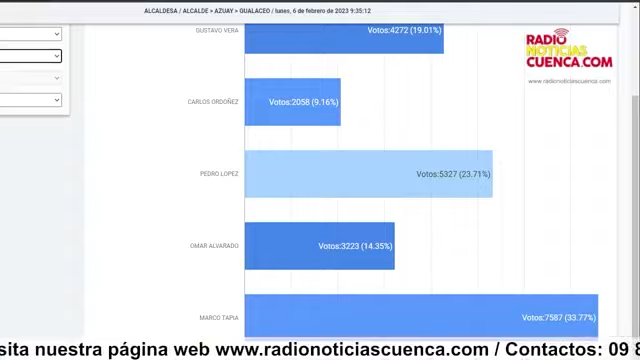 ALCALDESA / ALCALDE > AZUAY > GUALACEO / lunes, 6 de febrero de 2023 9:35:12
GUSTAVO VERA
Votos:4272 (19.01%)
RADIO
NOTICIAS
CUENCA.COM
www.radionoticiascuenca.com
CARLOS ORDOÑEZ
Votos:2058 (9.16%)
PEDRO LOPEZ
Votos:5327 (23.71%)
OMAR ALVARADO
Votos:3223 (14.35%)
MARCO TAPIA
Votos:7587 (33.77%)
sita nuestra página web www.radionoticiascuenca.com / Contactos: 09 8